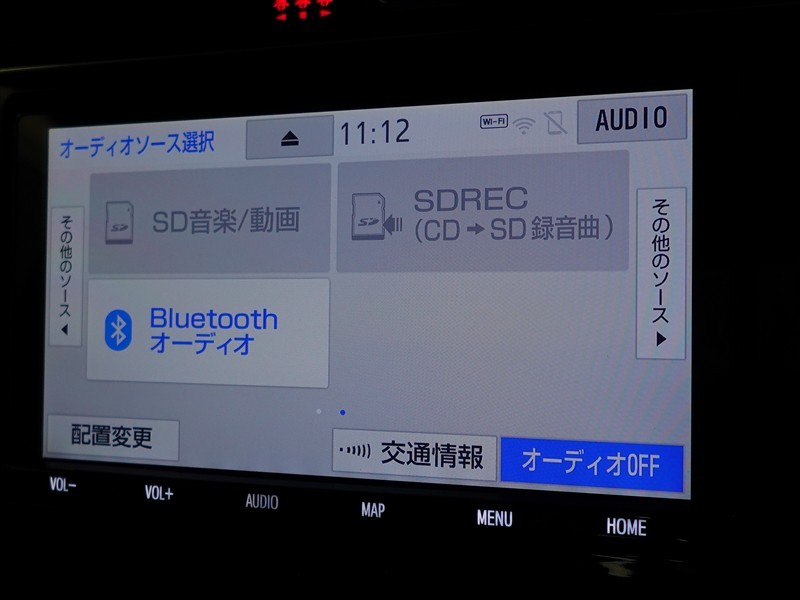 オーディオソース選択
11:12
Wi-Fi
AUDIO
その他のソース
SD音楽/動画
SDREC
(CD➡SD 録音曲)
その他のソース
Bluetooth
オーディオ
配置変更
交通情報
オーディオOFF
VOL−
VOL+
AUDIO
MAP
MENU
HOME